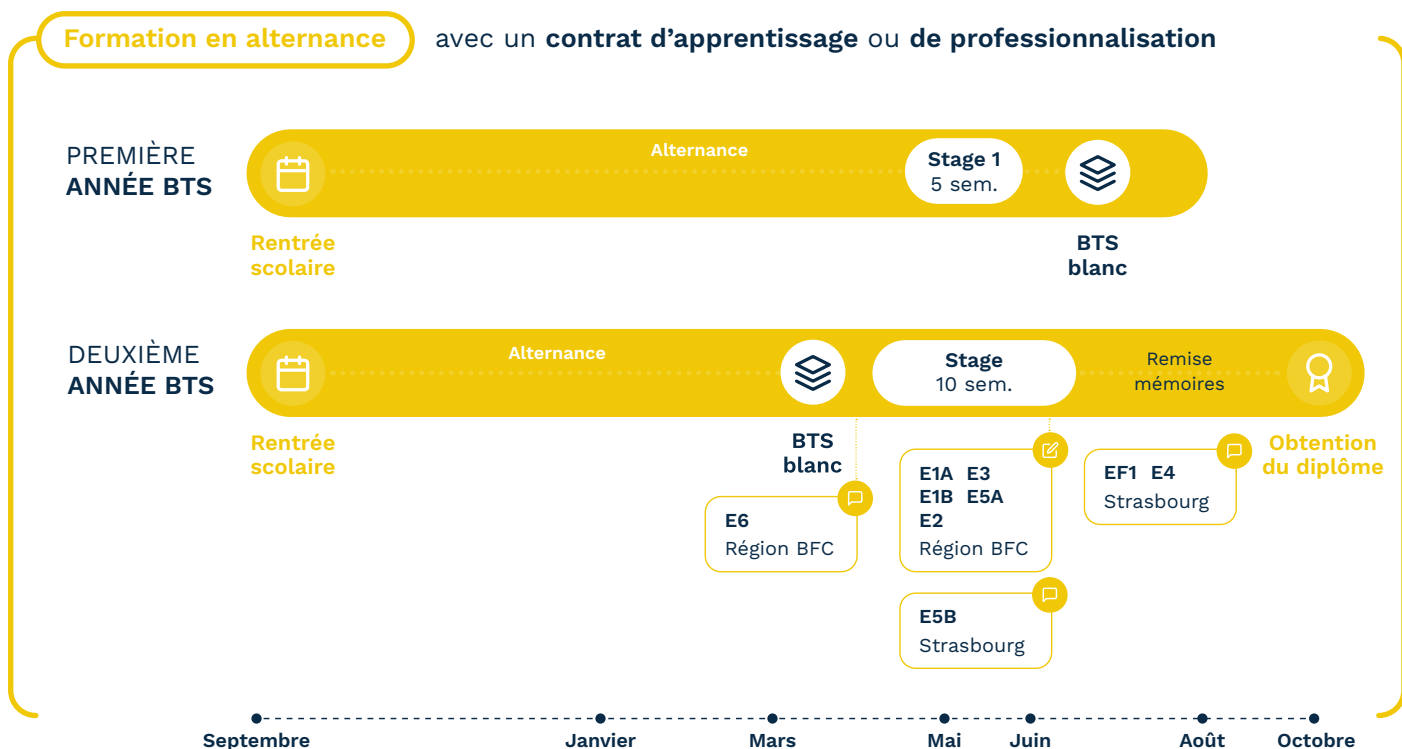 Formation en alternance avec un contrat d’apprentissage ou de professionnalisation
PREMIÈRE
ANNÉE BTS
Alternance
Stage 1
5 sem.
Rentrée
scolaire
BTS
blanc
DEUXIÈME
ANNÉE BTS
Alternance
Stage
10 sem.
Remise
mémoires
Rentrée
scolaire
BTS
blanc
Obtention
du diplôme
E6
Région BFC
E1A E3
E1B E5A
E2
Région BFC
EF1 E4
Strasbourg
E5B
Strasbourg
Septembre Janvier Mars Mai Juin Août Octobre